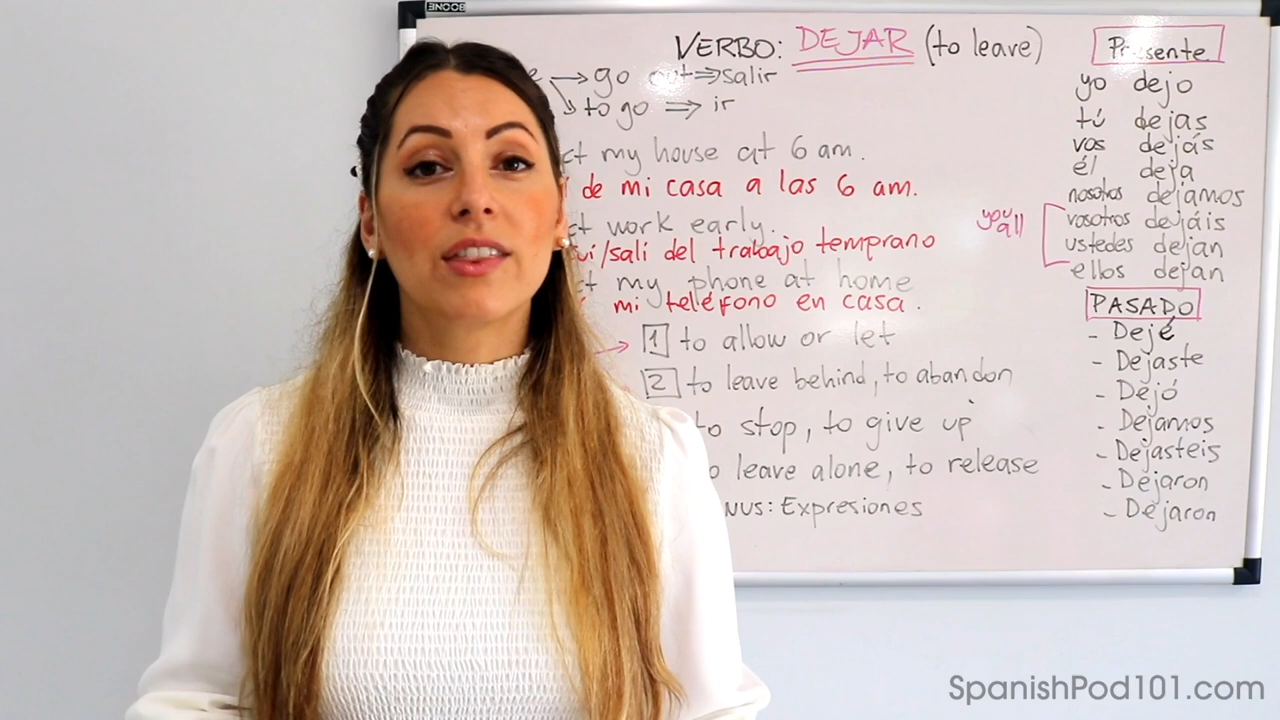 BOONE
VERBO: DEJAR (to leave)
→ go out ⇒ salir
→ to go ⇒ ir
my house at 6 am.
de mi casa a las 6 am.
work early.
/salí del trabajo temprano
my phone at home
mi teléfono en casa.
→ 1 to allow or let
2 to leave behind, to abandon
to stop, to give up
to leave alone, to release
Expresiones
Presente
yo dejo
tú dejas
vos dejás
él deja
nosotros dejamos
you all
vosotros dejáis
ustedes dejan
ellos dejan
PASADO
- Dejé
- Dejaste
- Dejó
- Dejamos
- Dejasteis
- Dejaron
- Dejaron
SpanishPod101.com